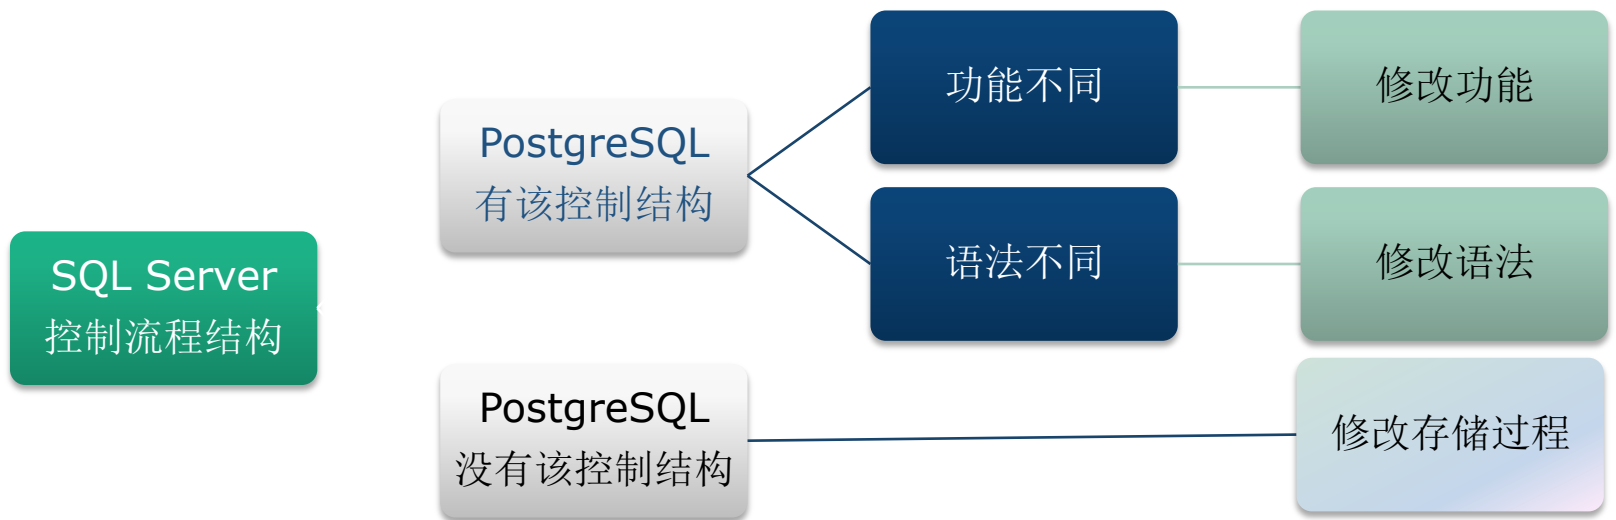 SQL Server
控制流程结构
PostgreSQL
有该控制结构
功能不同
修改功能
语法不同
修改语法
PostgreSQL
没有该控制结构
修改存储过程